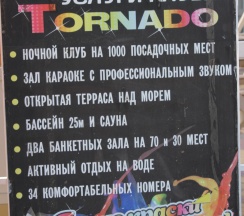 УСЛУГИ
TORNADO
• НОЧНОЙ КЛУБ НА 1000 ПОСАДОЧНЫХ МЕСТ
• ЗАЛ КАРАОКЕ С ПРОФЕССИОНАЛЬНЫМ ЗВУКОМ
• ОТКРЫТАЯ ТЕРРАСА НАД МОРЕМ
• БАССЕЙН 25м И САУНА
• ДВА БАНКЕТНЫХ ЗАЛА НА 70 и 30 МЕСТ
• АКТИВНЫЙ ОТДЫХ НА ВОДЕ
• 34 КОМФОРТАБЕЛЬНЫХ НОМЕРА